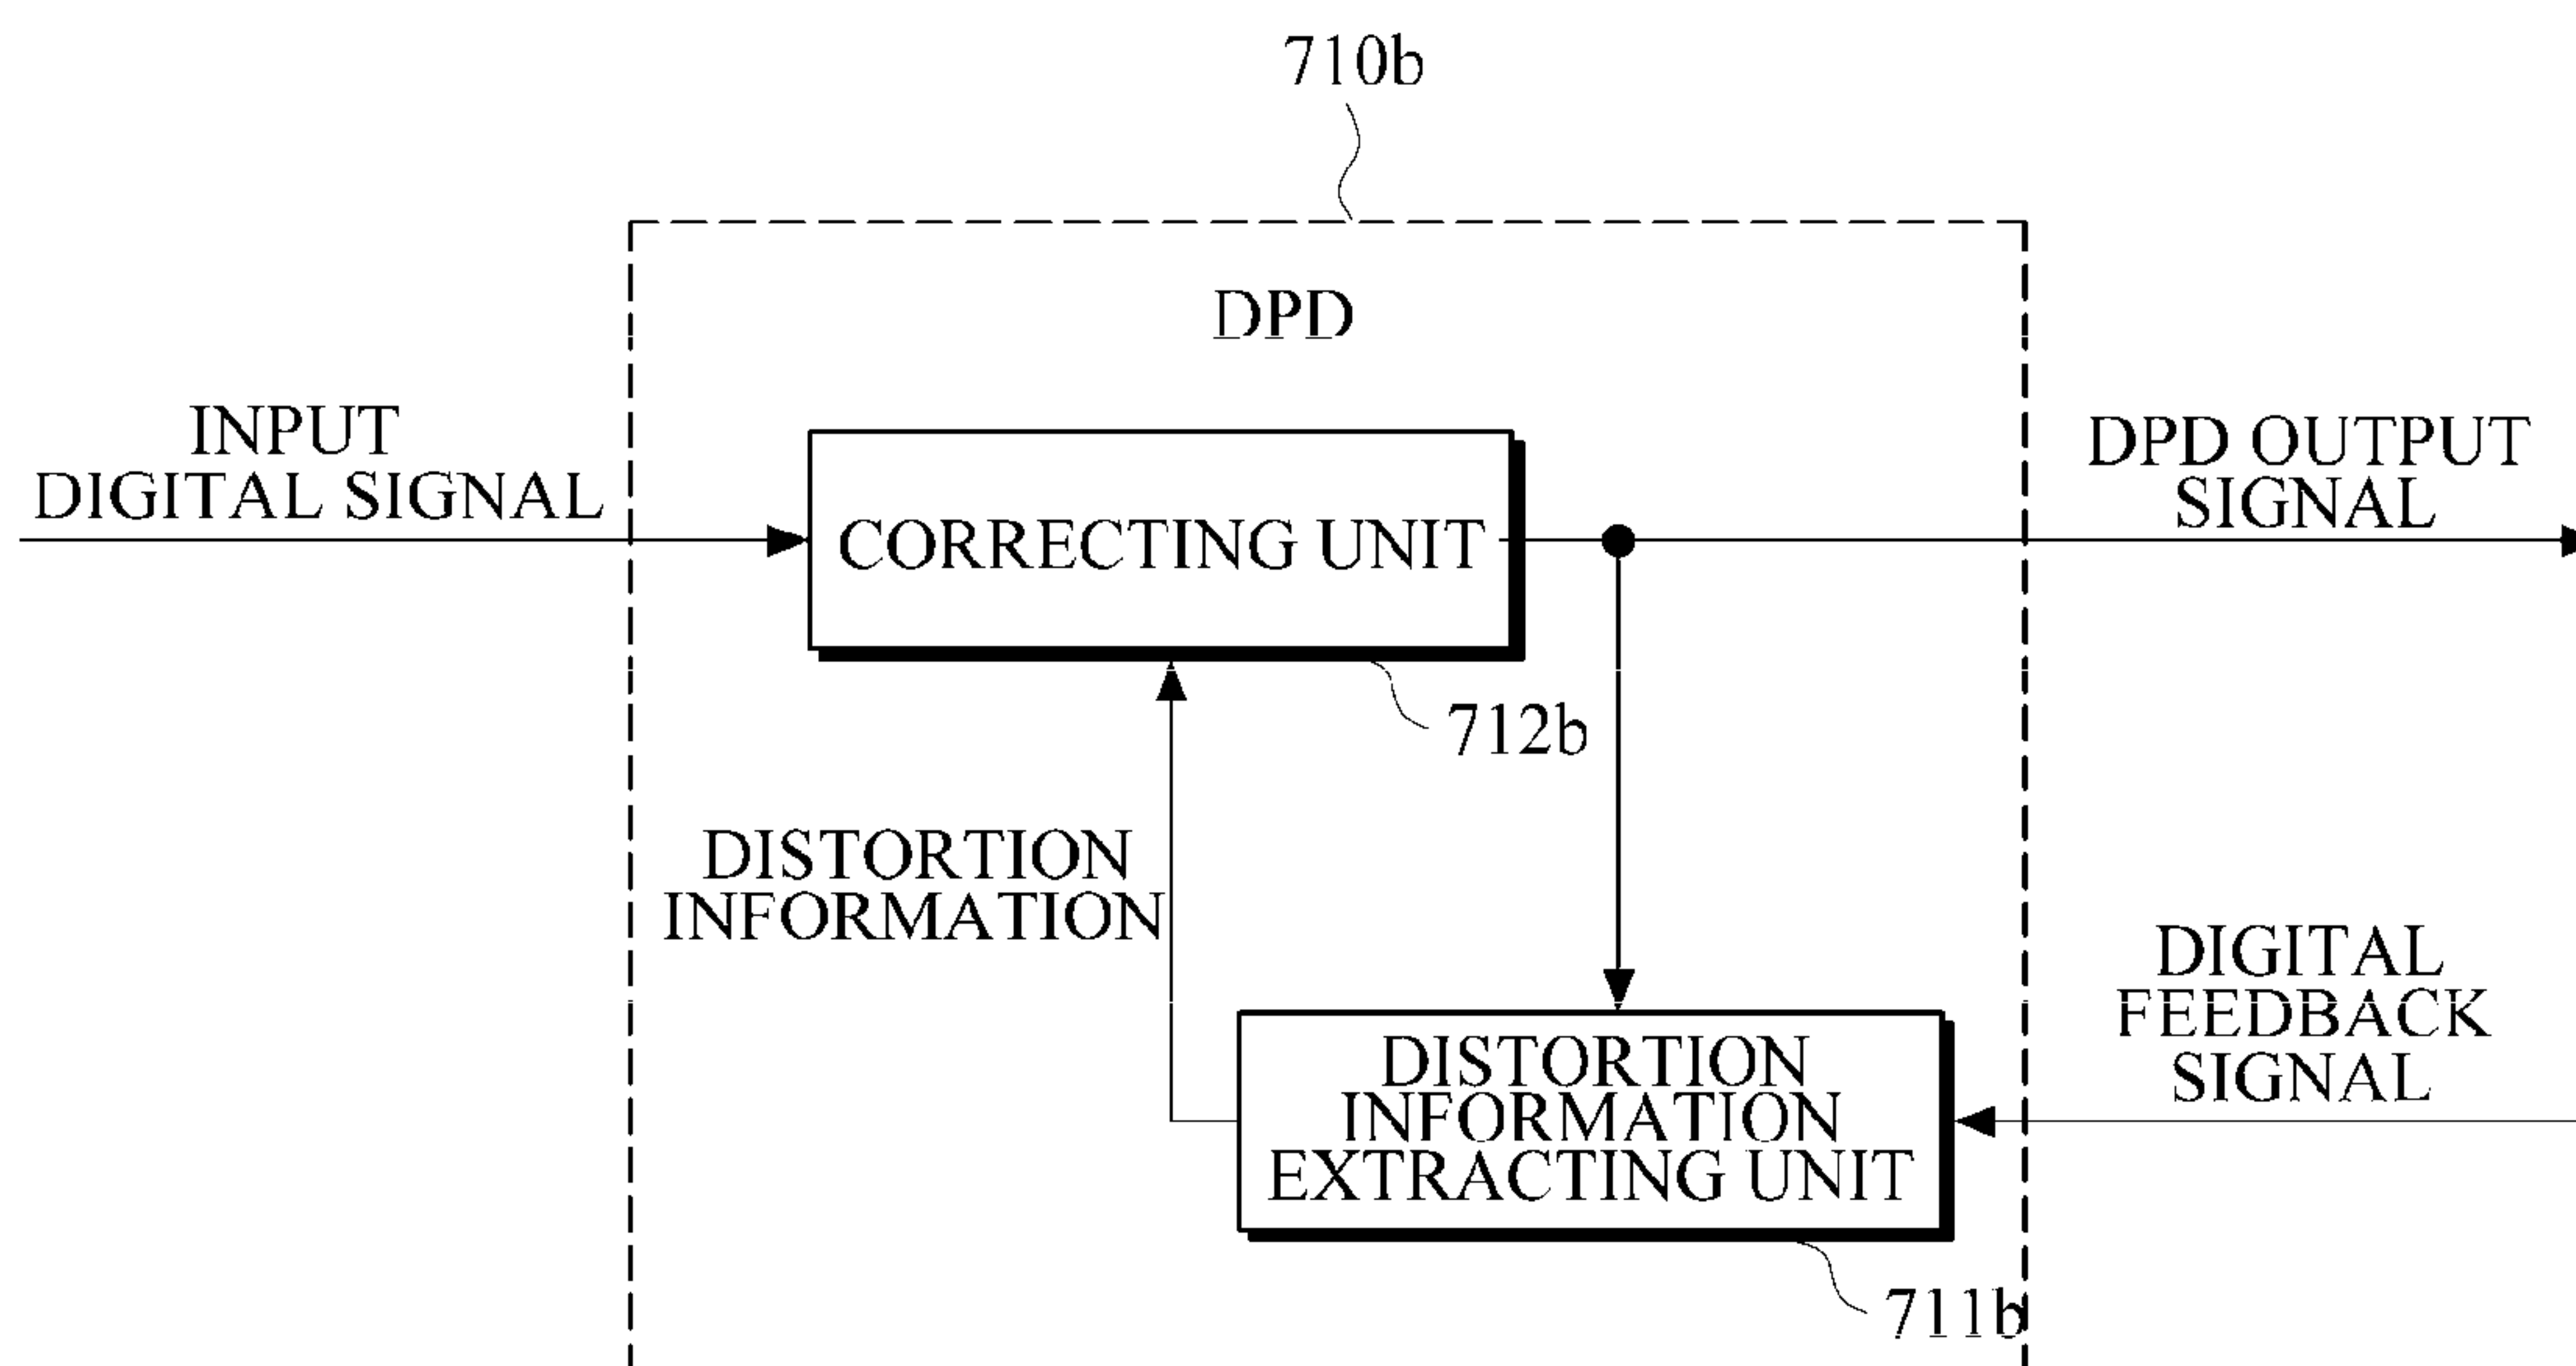 710b
DPD
INPUT
DIGITAL SIGNAL
DPD OUTPUT
SIGNAL
CORRECTING UNIT
712b
DISTORTION
INFORMATION
DIGITAL
FEEDBACK
SIGNAL
DISTORTION
INFORMATION
EXTRACTING UNIT
711b